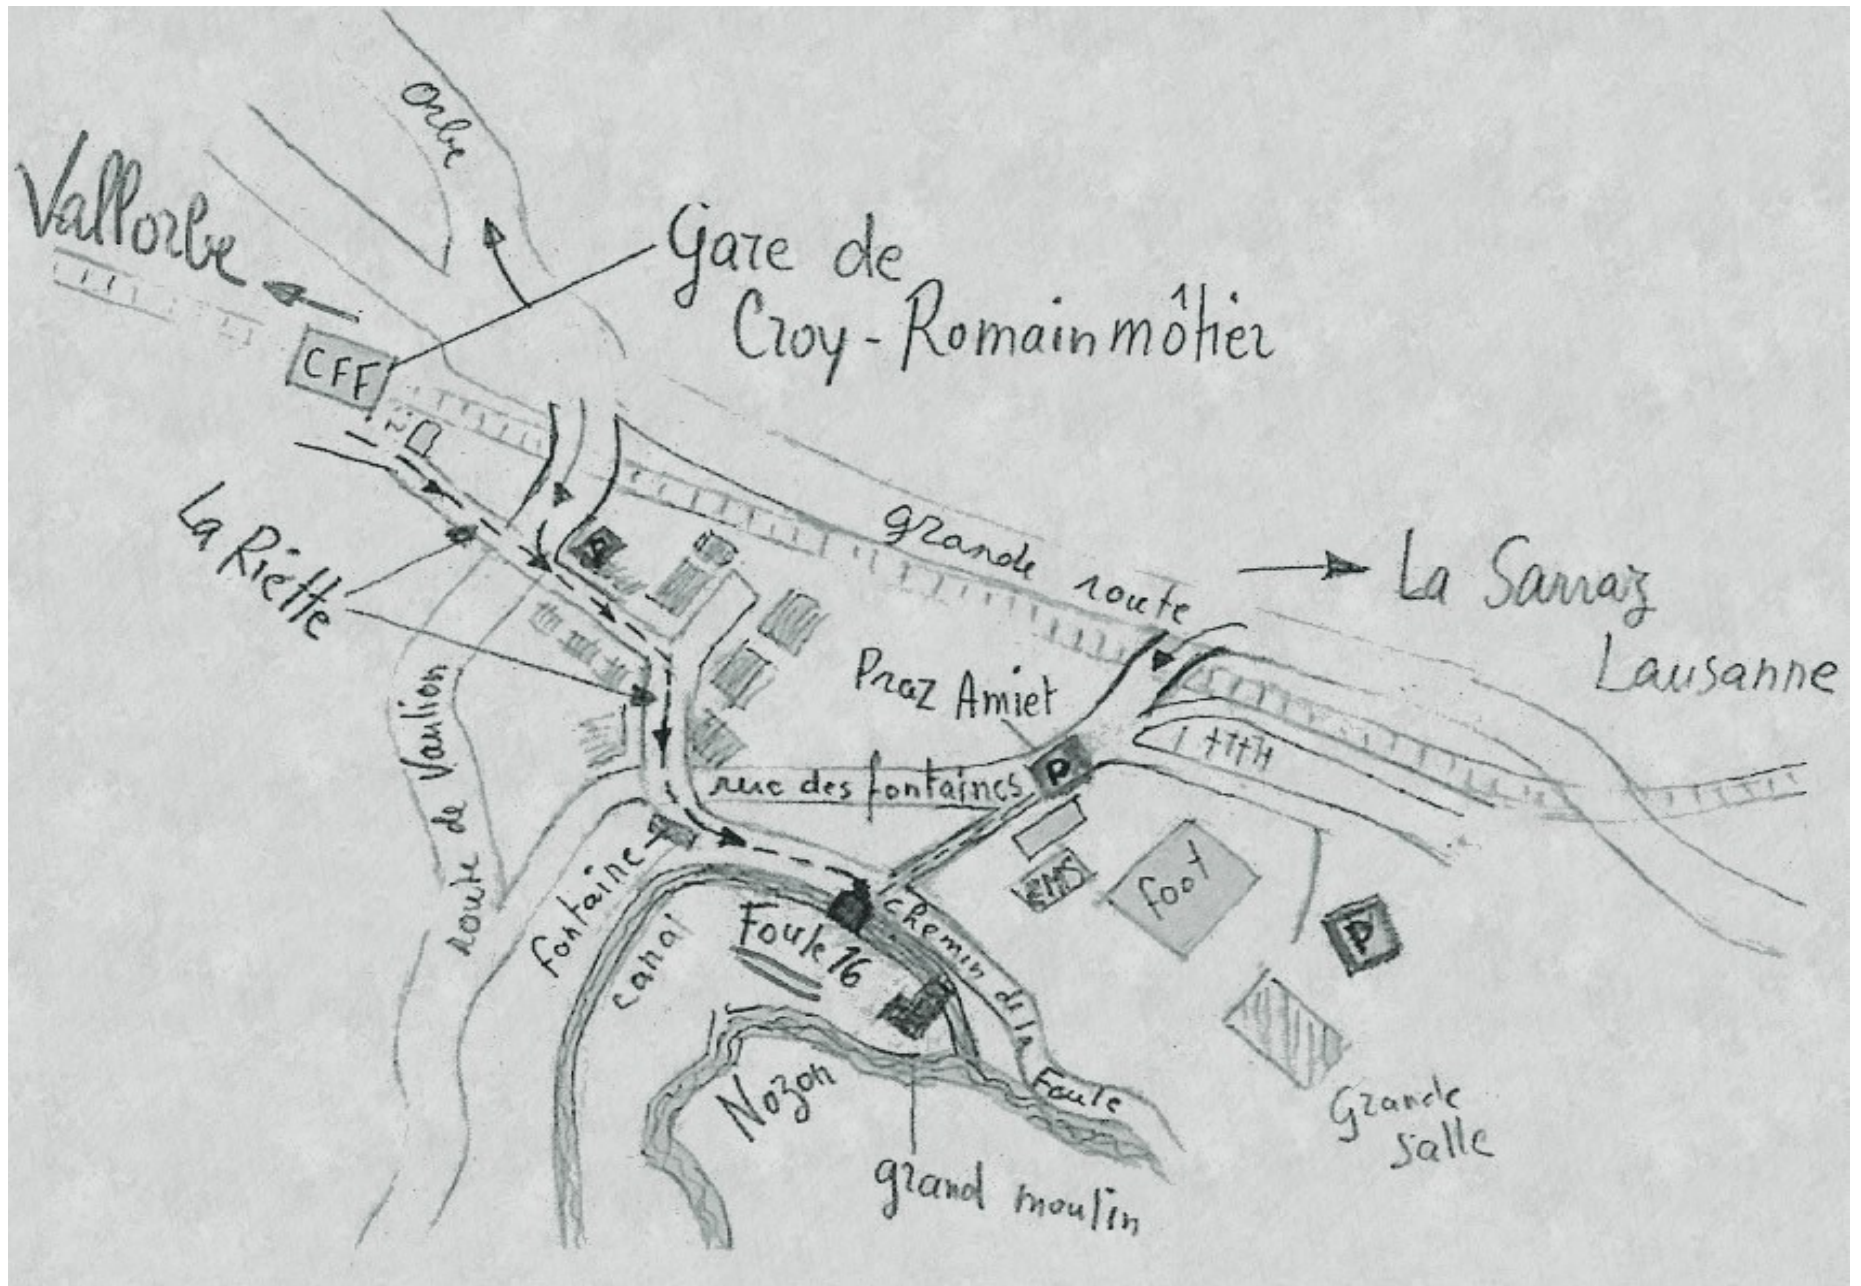 Orbe
Vallorbe
Gare de
Croy - Romainmôtier
CFF
La Riette
grande route
La Sarraz
Lausanne
Praz Amiet
P
rue des fontaines
route de Vaulion
fontaine
canal
EMS
foot
P
Foule 16
chemin de la
Foule
Nozon
grand moulin
Grande
salle